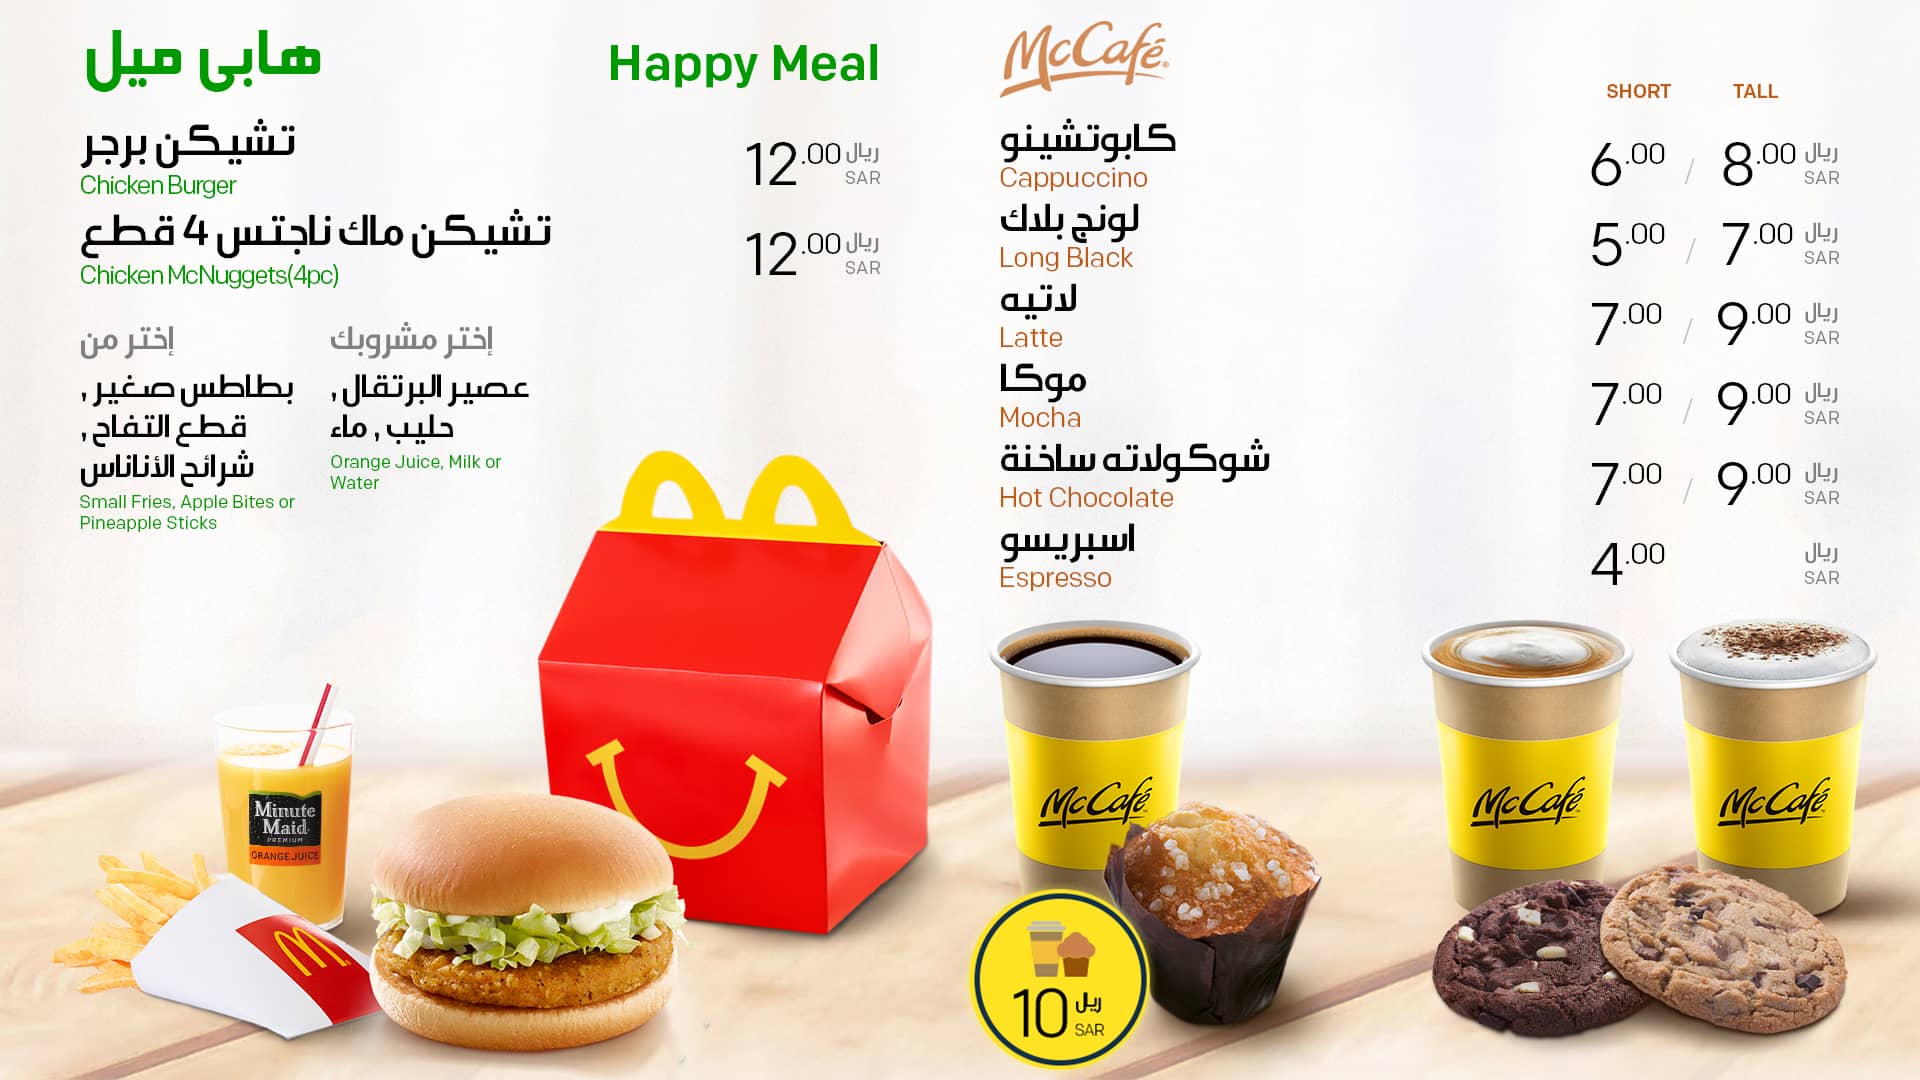 هابي ميل
Happy Meal
تشيكن برجر
Chicken Burger
12.00 ريال SAR
تشيكن ماك ناجتس 4 قطع
Chicken McNuggets(4pc)
12.00 ريال SAR
إختر من
بطاطس صغير ,
قطع التفاح ,
شرائح الأناناس
Small Fries, Apple Bites or
Pineapple Sticks
إختر مشروبك
عصير البرتقال ,
حليب , ماء
Orange Juice, Milk or
Water
Minute
Maid
PREMIUM
ORANGE JUICE
McCafé
SHORT TALL
كابوتشينو
Cappuccino
6.00 / 8.00 ريال SAR
لونج بلاك
Long Black
5.00 / 7.00 ريال SAR
لاتيه
Latte
7.00 / 9.00 ريال SAR
موكا
Mocha
7.00 / 9.00 ريال SAR
شوكولاته ساخنة
Hot Chocolate
7.00 / 9.00 ريال SAR
اسبريسو
Espresso
4.00 ريال SAR
McCafé
McCafé
McCafé
10 ريال SAR